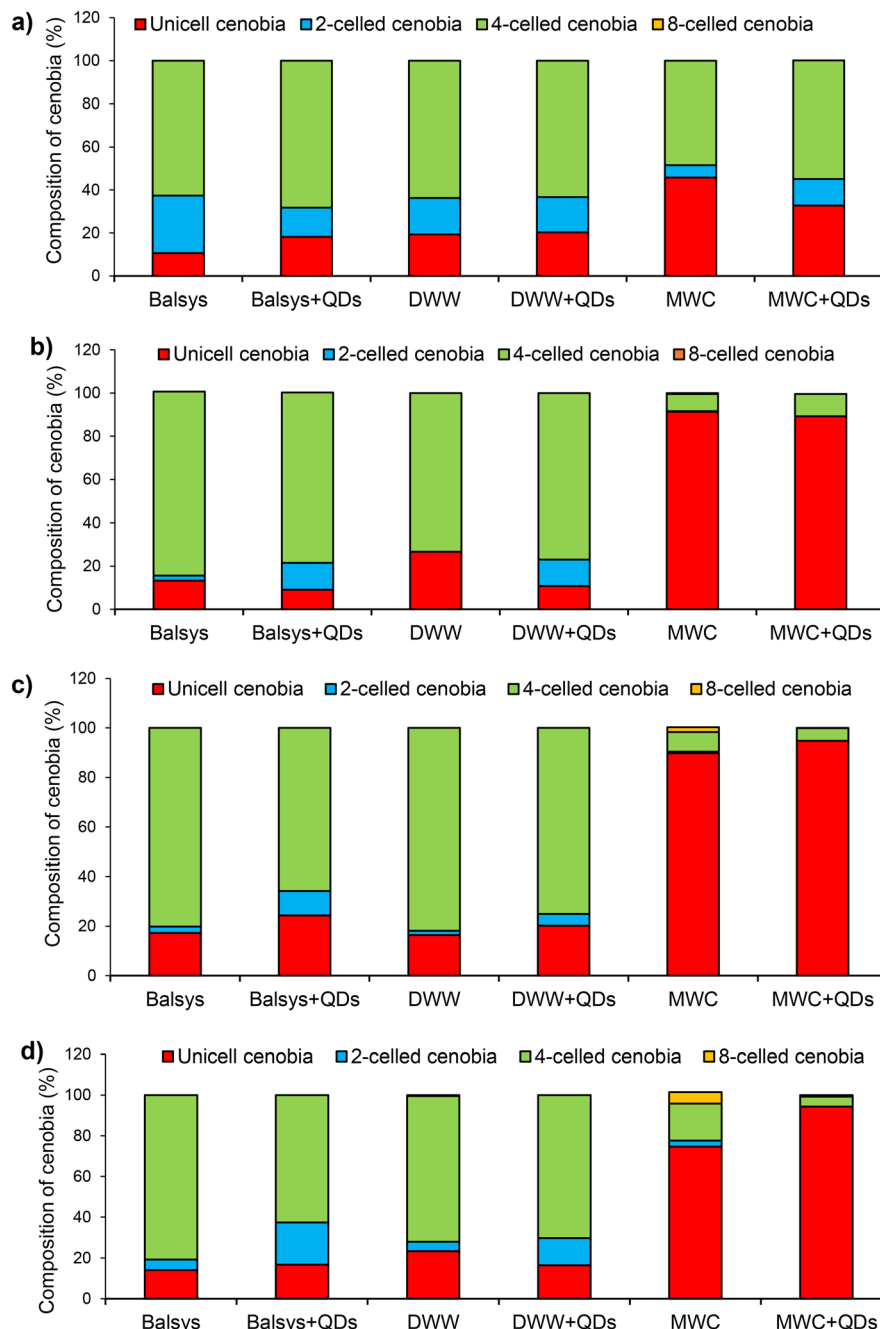 a)
Unicell cenobia 2-celled cenobia 4-celled cenobia 8-celled cenobia
Composition of cenobia (%)
120
100
80
60
40
20
0
Balsys Balsys+QDs DWW DWW+QDs MWC MWC+QDs
b)
Unicell cenobia 2-celled cenobia 4-celled cenobia 8-celled cenobia
Composition of cenobia (%)
120
100
80
60
40
20
0
Balsys Balsys+QDs DWW DWW+QDs MWC MWC+QDs
c)
Unicell cenobia 2-celled cenobia 4-celled cenobia 8-celled cenobia
Composition of cenobia (%)
120
100
80
60
40
20
0
Balsys Balsys+QDs DWW DWW+QDs MWC MWC+QDs
d)
Unicell cenobia 2-celled cenobia 4-celled cenobia 8-celled cenobia
Composition of cenobia (%)
120
100
80
60
40
20
0
Balsys Balsys+QDs DWW DWW+QDs MWC MWC+QDs